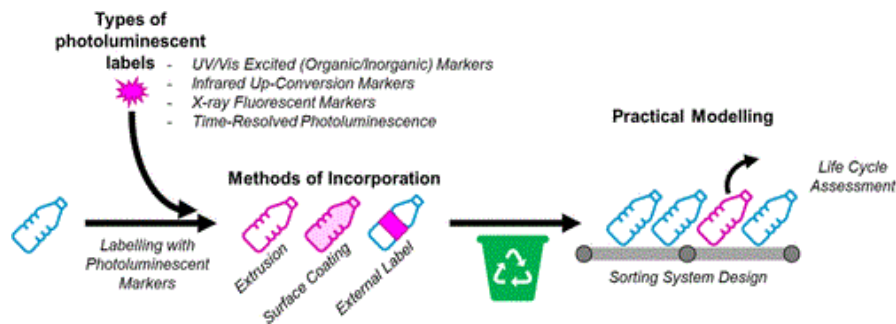 Types of
photoluminescent
labels
- UV/Vis Excited (Organic/Inorganic) Markers
- Infrared Up-Conversion Markers
- X-ray Fluorescent Markers
- Time-Resolved Photoluminescence
Labelling with
Photoluminescent
Markers
Methods of Incorporation
Extrusion
Surface Coating
External Label
Practical Modelling
Life Cycle
Assessment
Sorting System Design